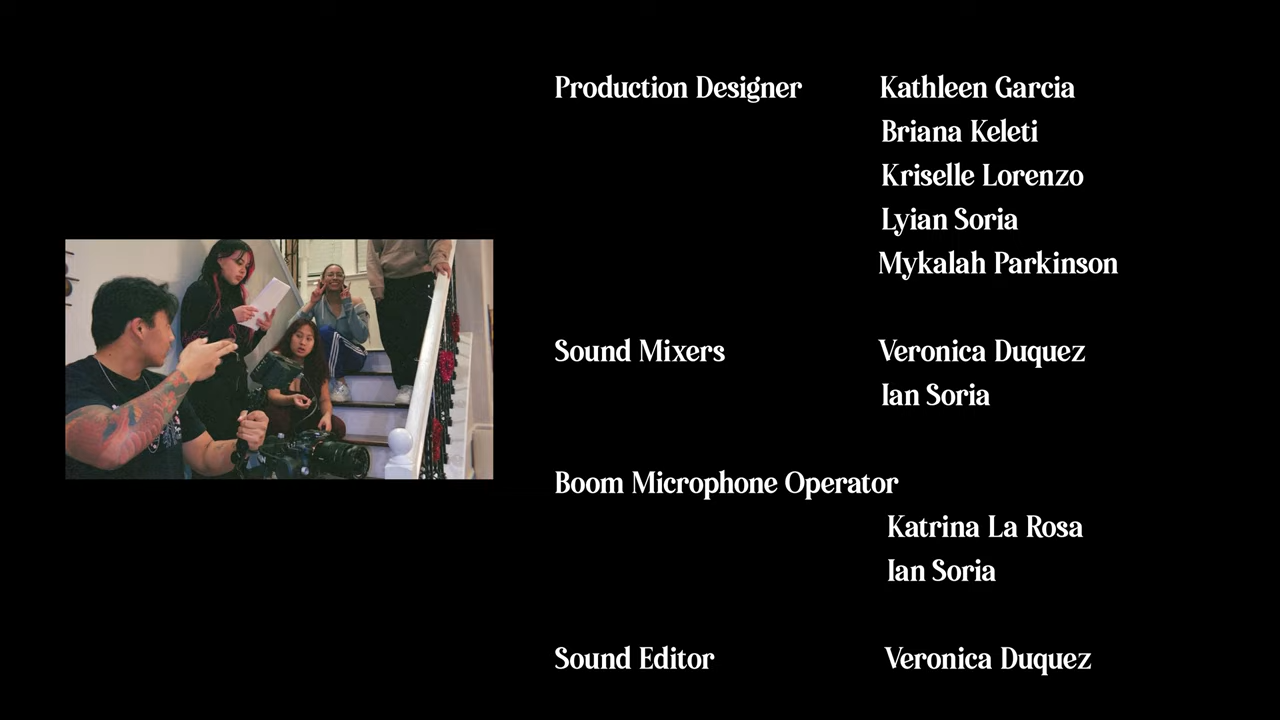 Production Designer Kathleen Garcia
Briana Keleti
Kriselle Lorenzo
Lyian Soria
Mykalah Parkinson
Sound Mixers Veronica Duquez
Ian Soria
Boom Microphone Operator
Katrina La Rosa
Ian Soria
Sound Editor Veronica Duquez